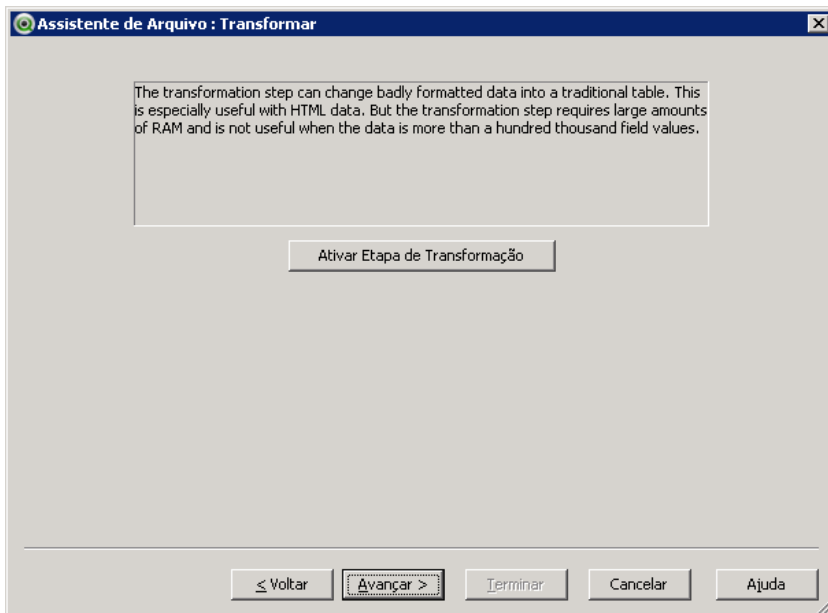 Assistente de Arquivo : Transformar
The transformation step can change badly formatted data into a traditional table. This
is especially useful with HTML data. But the transformation step requires large amounts
of RAM and is not useful when the data is more than a hundred thousand field values.
Ativar Etapa de Transformação
< Voltar
Avançar >
Terminar
Cancelar
Ajuda